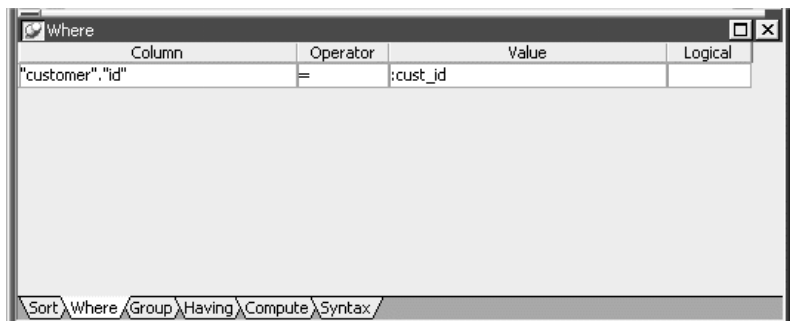 Where
Column Operator Value Logical
"customer"."id" = :cust_id
Sort Where Group Having Compute Syntax